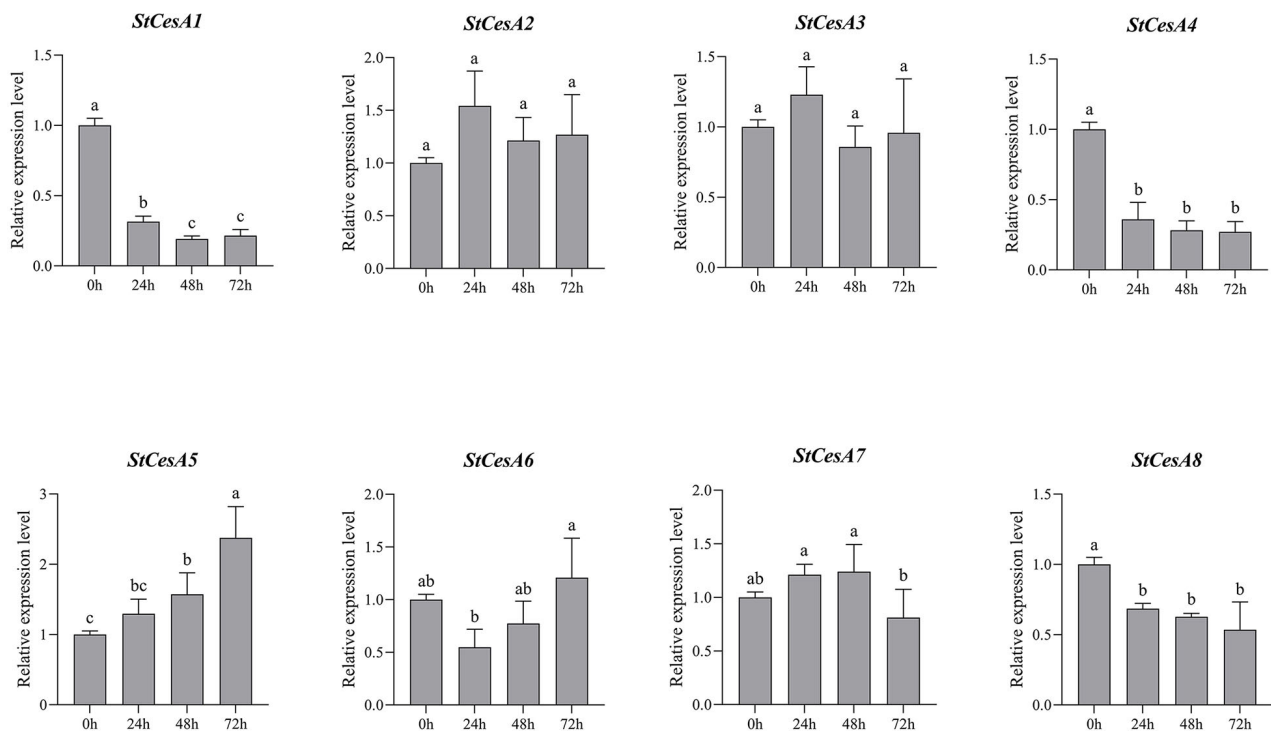 StCesA1
Relative expression level
1.5
1.0
0.5
0.0
a
b
c
c
0h 24h 48h 72h
StCesA2
Relative expression level
2.0
1.5
1.0
0.5
0.0
a
a
a
a
0h 24h 48h 72h
StCesA3
Relative expression level
1.5
1.0
0.5
0.0
a
a
a
a
0h 24h 48h 72h
StCesA4
Relative expression level
1.5
1.0
0.5
0.0
a
b
b
b
0h 24h 48h 72h
StCesA5
Relative expression level
3
2
1
0
c
bc
b
a
0h 24h 48h 72h
StCesA6
Relative expression level
2.0
1.5
1.0
0.5
0.0
ab
b
ab
a
0h 24h 48h 72h
StCesA7
Relative expression level
2.0
1.5
1.0
0.5
0.0
ab
a
a
b
0h 24h 48h 72h
StCesA8
Relative expression level
1.5
1.0
0.5
0.0
a
b
b
b
0h 24h 48h 72h